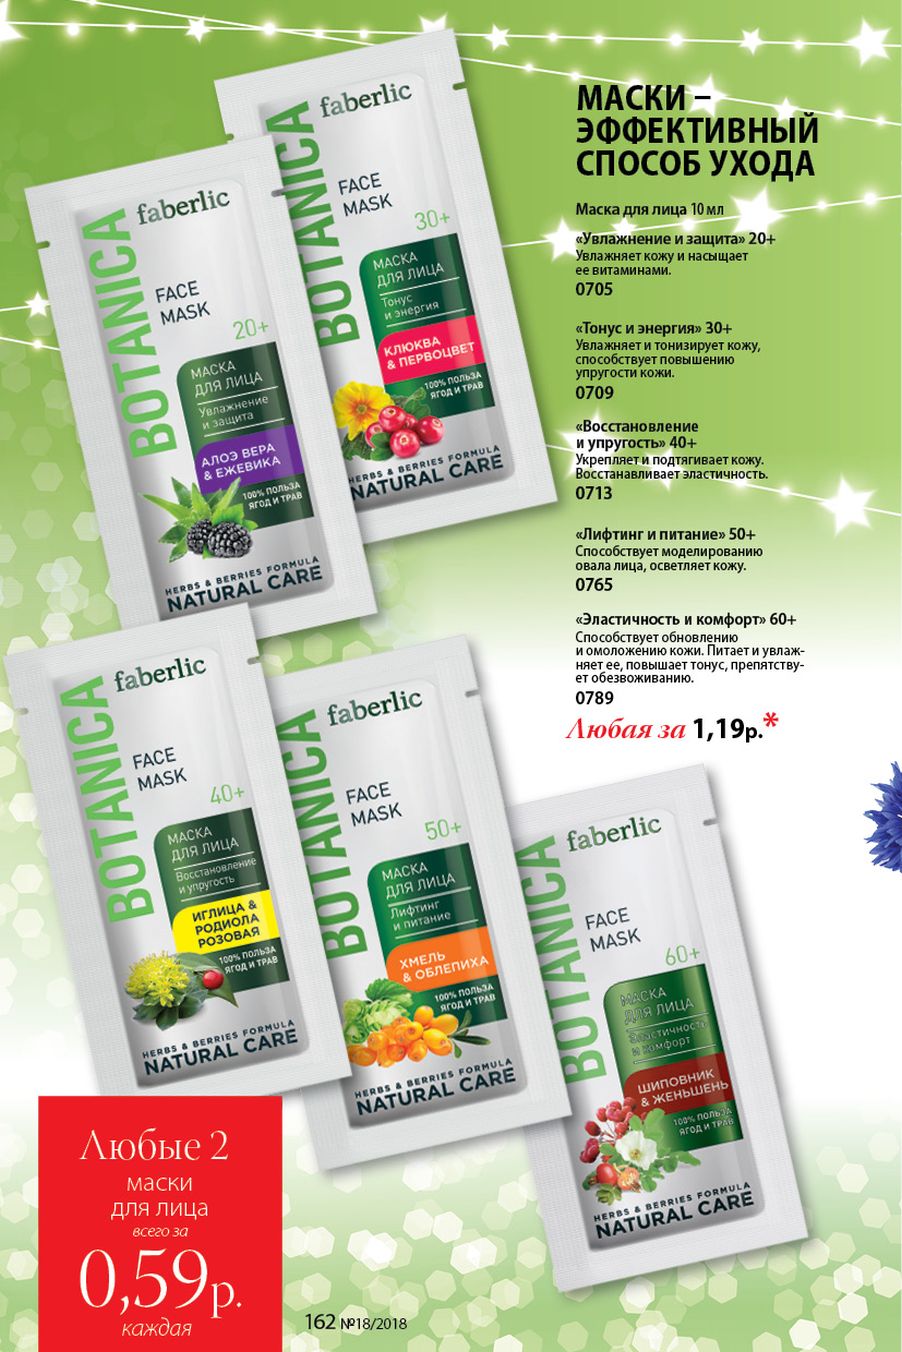 МАСКИ –
ЭФФЕКТИВНЫЙ
СПОСОБ УХОДА
Маска для лица 10 мл
«Увлажнение и защита» 20+
Увлажняет кожу и насыщает
ее витаминами.
0705
«Тонус и энергия» 30+
Увлажняет и тонизирует кожу,
способствует повышению
упругости кожи.
0709
«Восстановление
и упругость» 40+
Укрепляет и подтягивает кожу.
Восстанавливает эластичность.
0713
«Лифтинг и питание» 50+
Способствует моделированию
овала лица, осветляет кожу.
0765
«Эластичность и комфорт» 60+
Способствует обновлению
и омоложению кожи. Питает и увлаж-
няет ее, повышает тонус, препятству-
ет обезвоживанию.
0789
Любая за 1,19р.*
BOTANICA
faberlic
FACE
MASK
20+
МАСКА
ДЛЯ ЛИЦА
Увлажнение
и защита
АЛОЭ ВЕРА
& ЕЖЕВИКА
100% ПОЛЬЗА
ЯГОД И ТРАВ
HERBS & BERRIES FORMULA
NATURAL CARE
BOTANICA
faberlic
FACE
MASK
30+
МАСКА
ДЛЯ ЛИЦА
Тонус
и энергия
КЛЮКВА
& ПЕРВОЦВЕТ
100% ПОЛЬЗА
ЯГОД И ТРАВ
HERBS & BERRIES FORMULA
NATURAL CARE
BOTANICA
faberlic
FACE
MASK
40+
МАСКА
ДЛЯ ЛИЦА
Восстановление
и упругость
ИГЛИЦА &
РОДИОЛА
РОЗОВАЯ
100% ПОЛЬЗА
ЯГОД И ТРАВ
HERBS & BERRIES FORMULA
NATURAL CARE
BOTANICA
faberlic
FACE
MASK
50+
МАСКА
ДЛЯ ЛИЦА
Лифтинг
и питание
ХМЕЛЬ
& ОБЛЕПИХА
100% ПОЛЬЗА
ЯГОД И ТРАВ
HERBS & BERRIES FORMULA
NATURAL CARE
BOTANICA
faberlic
FACE
MASK
60+
МАСКА
ДЛЯ ЛИЦА
Эластичность
и комфорт
ШИПОВНИК
& ЖЕНЬШЕНЬ
100% ПОЛЬЗА
ЯГОД И ТРАВ
HERBS & BERRIES FORMULA
NATURAL CARE
Любые 2
маски
для лица
всего за
0,59р.
каждая
162 №18/2018